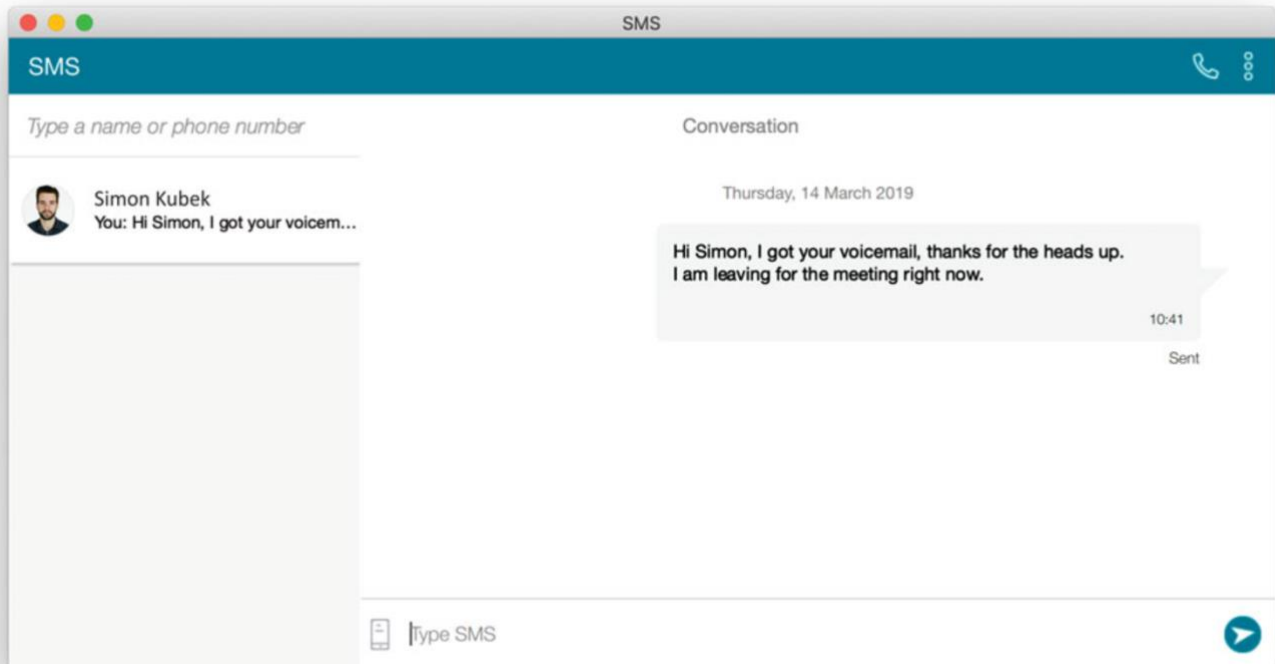 SMS
SMS
Type a name or phone number
Simon Kubek
You: Hi Simon, I got your voicem...
Conversation
Thursday, 14 March 2019
Hi Simon, I got your voicemail, thanks for the heads up.
I am leaving for the meeting right now.
10:41
Sent
Type SMS